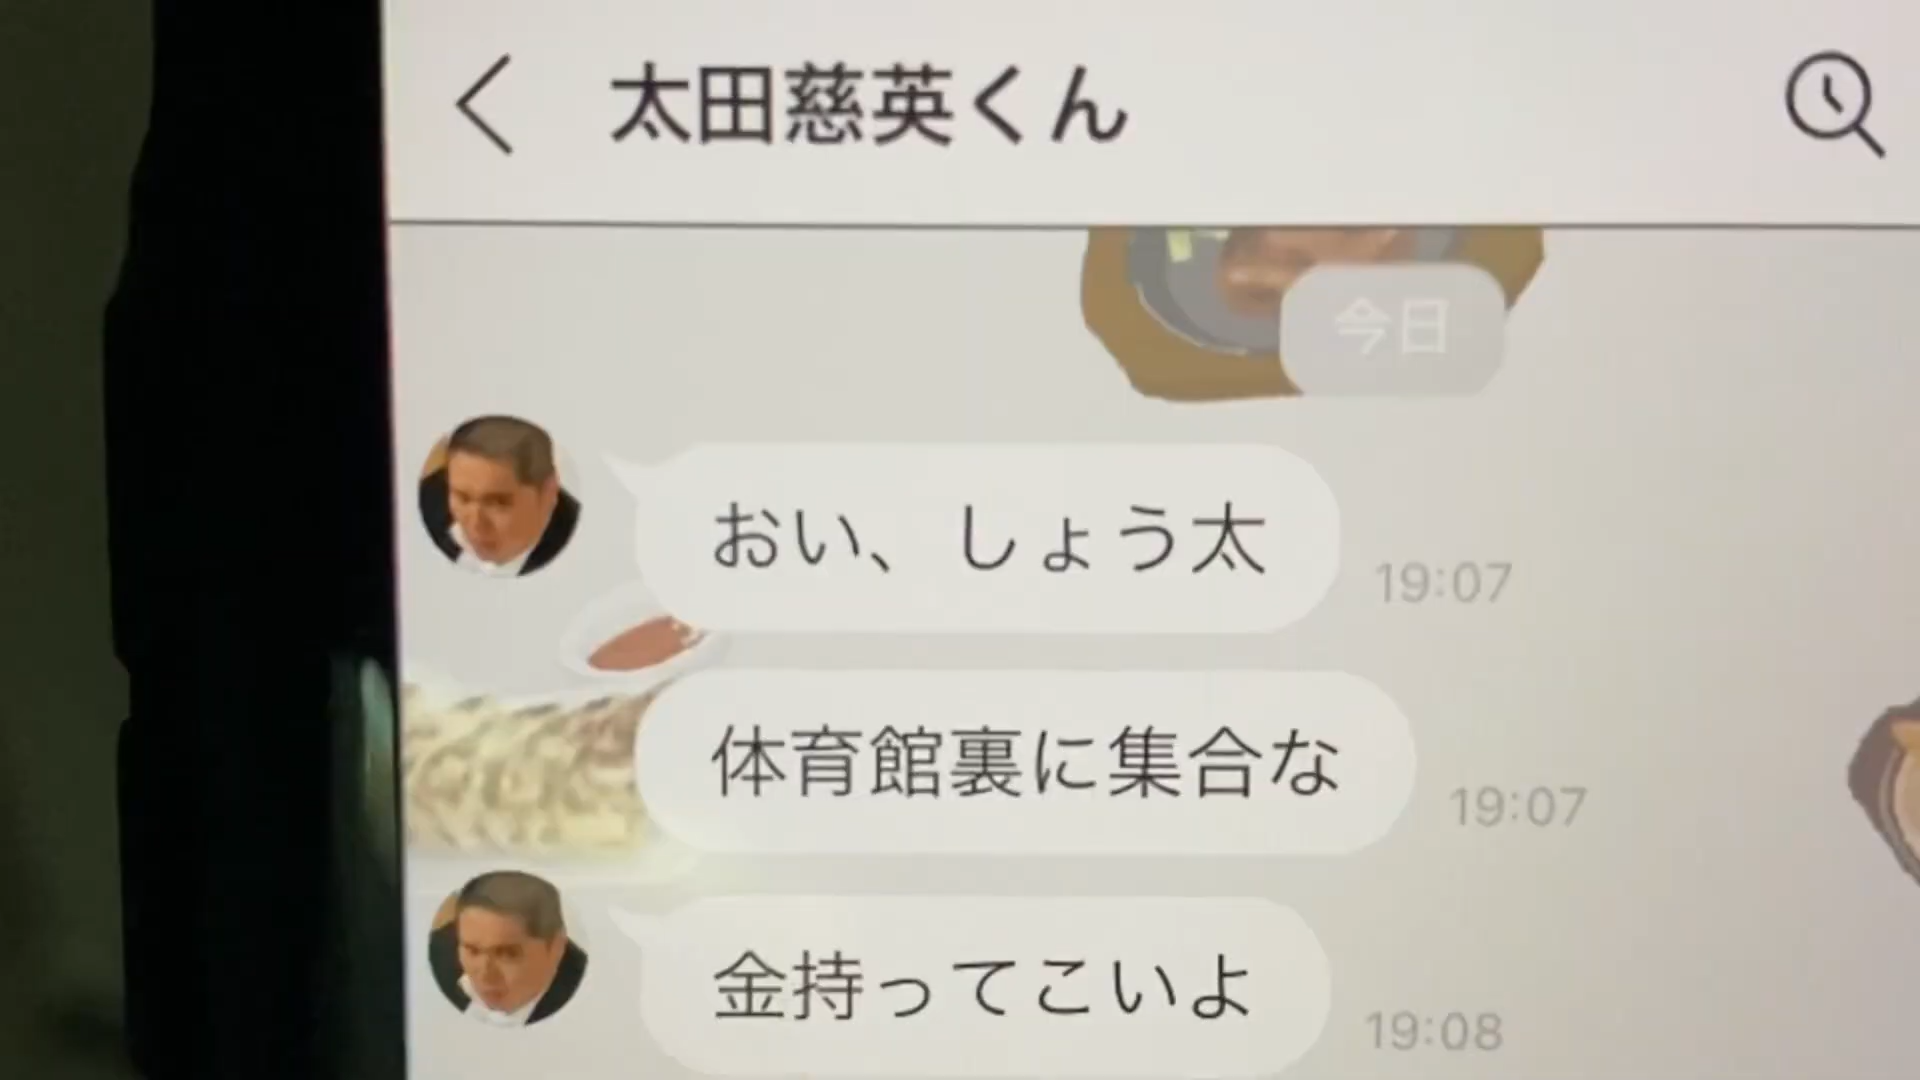 太田慈英くん
今日
おい、しょう太
19:07
体育館裏に集合な
19:07
金持ってこいよ
19:08